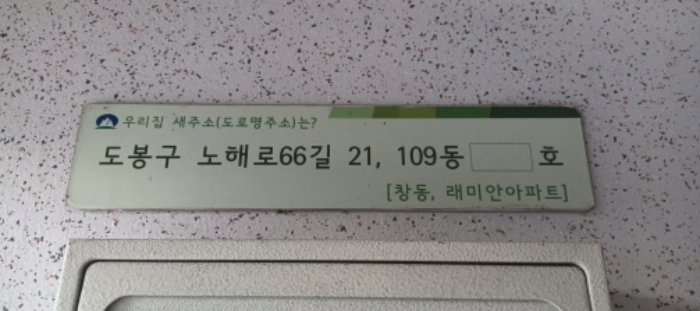 우리집 새주소(도로명주소)는?
도봉구 노해로66길 21, 109동 호
[창동, 래미안아파트]